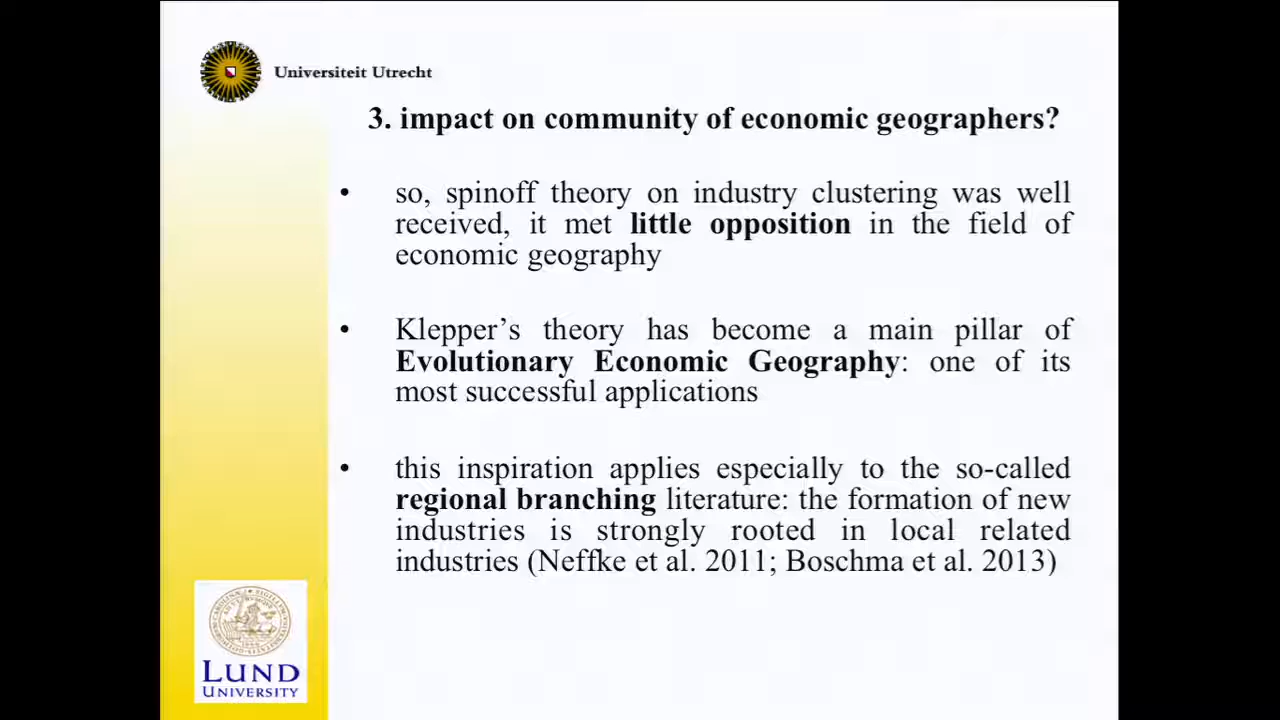 Universiteit Utrecht
3. impact on community of economic geographers?
• so, spinoff theory on industry clustering was well
received, it met little opposition in the field of
economic geography
• Klepper’s theory has become a main pillar of
Evolutionary Economic Geography: one of its
most successful applications
• this inspiration applies especially to the so-called
regional branching literature: the formation of new
industries is strongly rooted in local related
industries (Neffke et al. 2011; Boschma et al. 2013)
LUND
UNIVERSITY